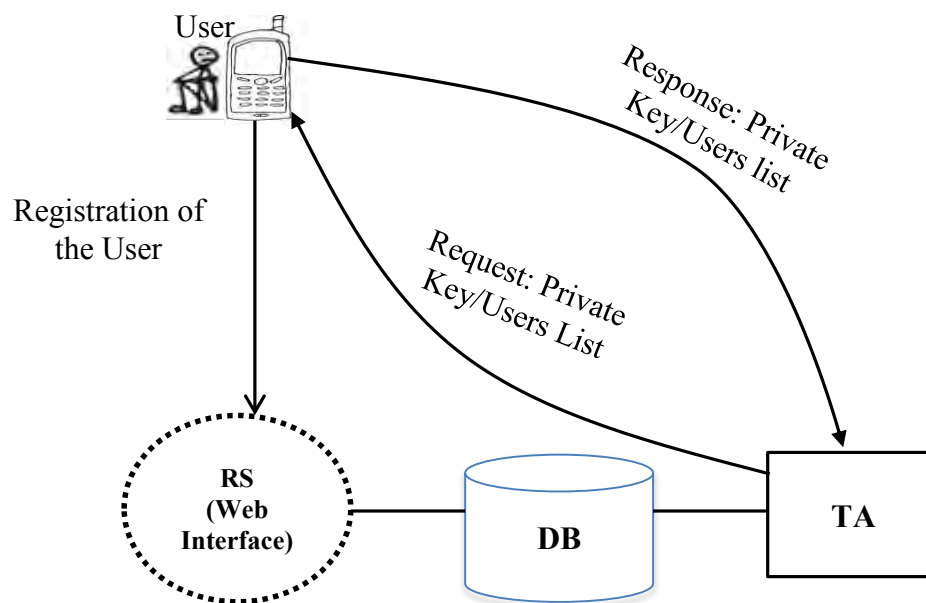 User
Response: Private
Key/Users list
Registration of
the User
Request: Private
Key/Users List
RS
(Web
Interface)
DB
TA